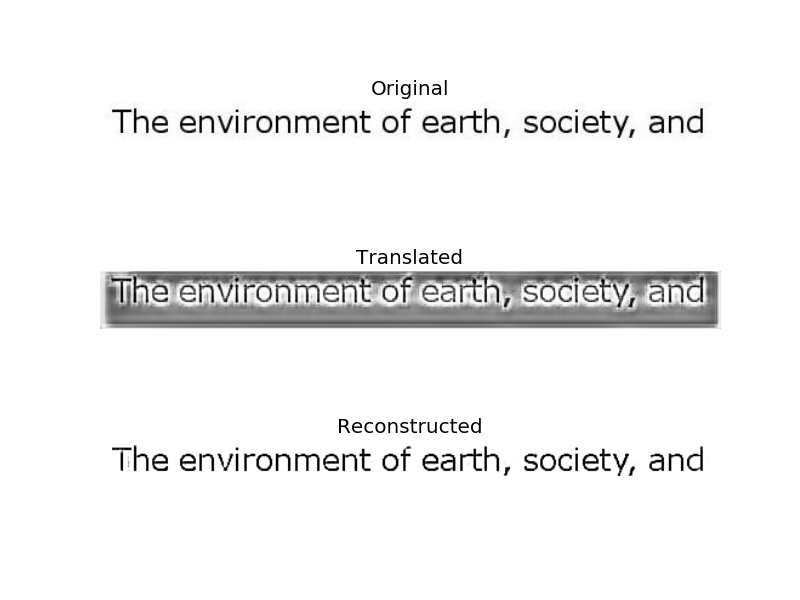 Original
The environment of earth, society, and
Translated
The environment of earth, society, and
Reconstructed
The environment of earth, society, and